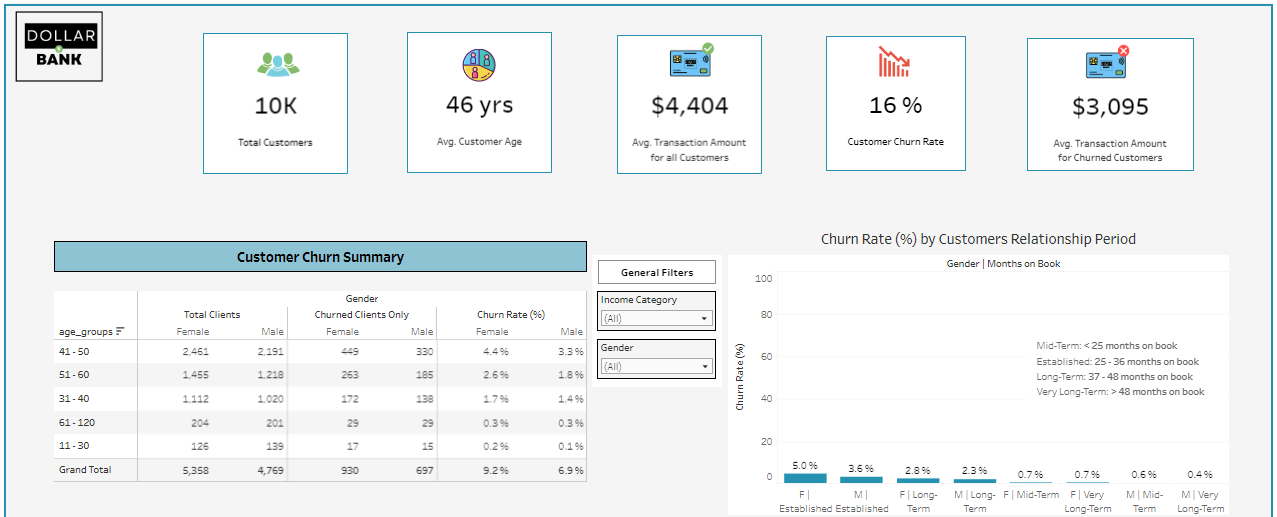 DOLLAR
BANK
10K
Total Customers
46 yrs
Avg. Customer Age
$4,404
Avg. Transaction Amount
for all Customers
16 %
Customer Churn Rate
$3,095
Avg. Transaction Amount
for Churned Customers
Customer Churn Summary
Gender
Total Clients Churned Clients Only Churn Rate (%)
age_groups Female Male Female Male Female Male
41 - 50 2,461 2,191 449 330 4.4 % 3.3 %
51 - 60 1,455 1,218 263 185 2.6 % 1.8 %
31 - 40 1,112 1,020 172 138 1.7 % 1.4 %
61 - 120 204 201 29 29 0.3 % 0.3 %
11 - 30 126 139 17 15 0.2 % 0.1 %
Grand Total 5,358 4,769 930 697 9.2 % 6.9 %
General Filters
Income Category
(All)
Gender
(All)
Churn Rate (%) by Customers Relationship Period
Gender | Months on Book
Churn Rate (%)
100
80
60
40
20
0
Mid-Term: < 25 months on book
Established: 25 - 36 months on book
Long-Term: 37 - 48 months on book
Very Long-Term: > 48 months on book
5.0 % 3.6 % 2.8 % 2.3 % 0.7 % 0.7 % 0.6 % 0.4 %
F | M | F | Long- M | Long- F | Mid-Term F | Very M | Mid- M | Very
Established Established Term Term Long-Term Term Long-Term